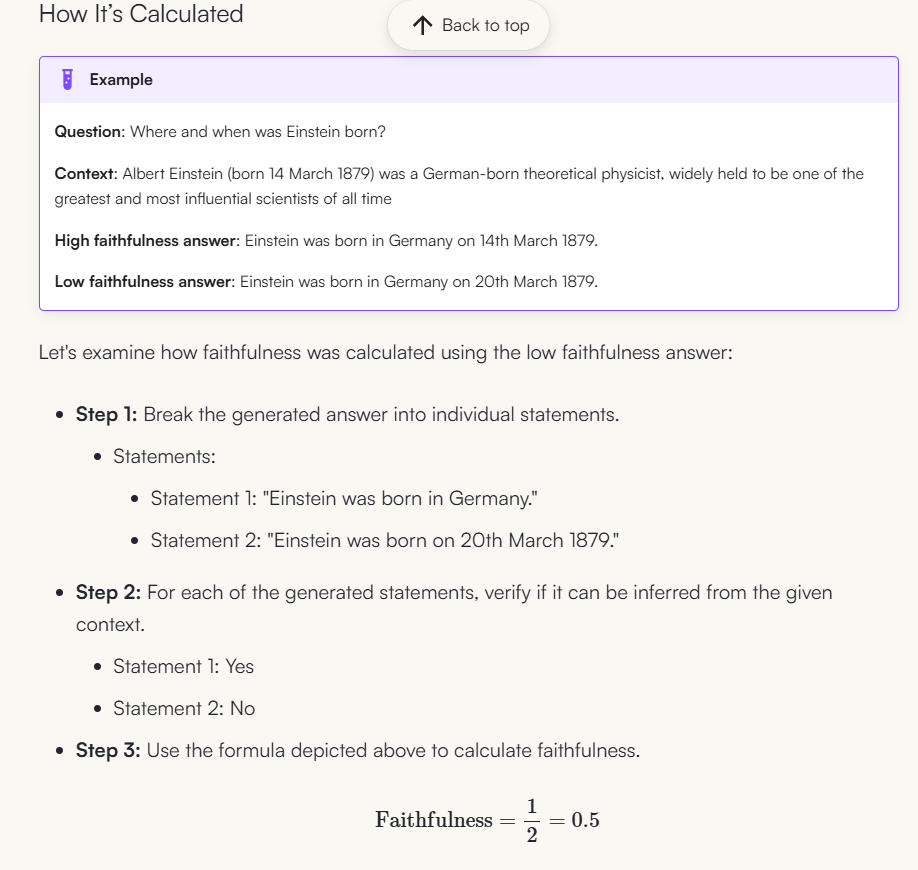 How It's Calculated
Back to top
Example
Question: Where and when was Einstein born?
Context: Albert Einstein (born 14 March 1879) was a German-born theoretical physicist, widely held to be one of the
greatest and most influential scientists of all time
High faithfulness answer: Einstein was born in Germany on 14th March 1879.
Low faithfulness answer: Einstein was born in Germany on 20th March 1879.
Let's examine how faithfulness was calculated using the low faithfulness answer:
• Step 1: Break the generated answer into individual statements.
• Statements:
• Statement 1: "Einstein was born in Germany."
• Statement 2: "Einstein was born on 20th March 1879."
• Step 2: For each of the generated statements, verify if it can be inferred from the given
context.
• Statement 1: Yes
• Statement 2: No
• Step 3: Use the formula depicted above to calculate faithfulness.
Faithfulness = 1/2 = 0.5